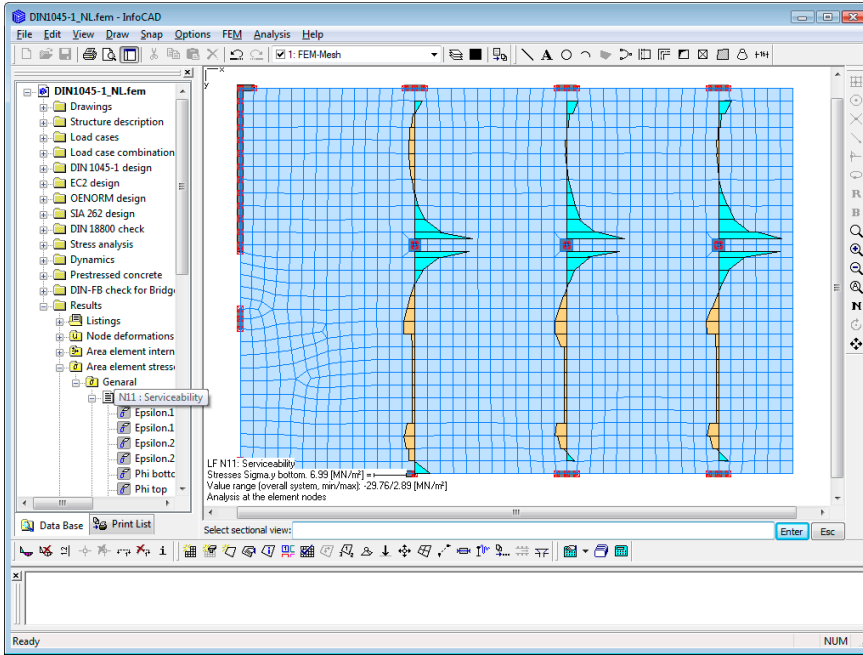 DIN1045-1_NL.fem - InfoCAD
File Edit View Draw Snap Options FEM Analysis Help
1: FEM-Mesh
DIN1045-1_NL.fem
Drawings
Structure description
Load cases
Load case combination
DIN 1045-1 design
EC2 design
OENORM design
SIA 262 design
DIN 18800 check
Stress analysis
Dynamics
Prestressed concrete
DIN-FB check for Bridg
Results
Listings
Node deformations
Area element intern
Area element stress
Genaral
N11 : Serviceability
Epsilon.1
Epsilon.1
Epsilon.2
Epsilon.2
Phi botto
Phi top
Data Base Print List
x
y
LF N11: Serviceability
Stresses Sigma.y bottom. 6.99 [MN/m²] =
Value range (overall system, min/max): -29.76/2.89 [MN/m²]
Analysis at the element nodes
Select sectional view: Enter Esc
R
B
N
Ready NUM